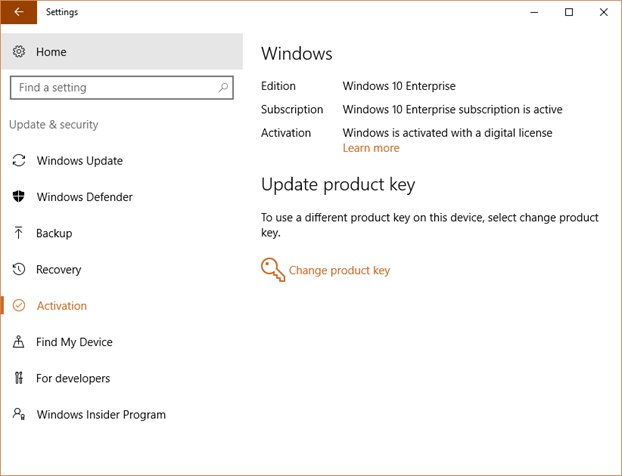 Settings
Home
Find a setting
Update & security
Windows Update
Windows Defender
Backup
Recovery
Activation
Find My Device
For developers
Windows Insider Program
Windows
Edition Windows 10 Enterprise
Subscription Windows 10 Enterprise subscription is active
Activation Windows is activated with a digital license
Learn more
Update product key
To use a different product key on this device, select change product
key.
Change product key